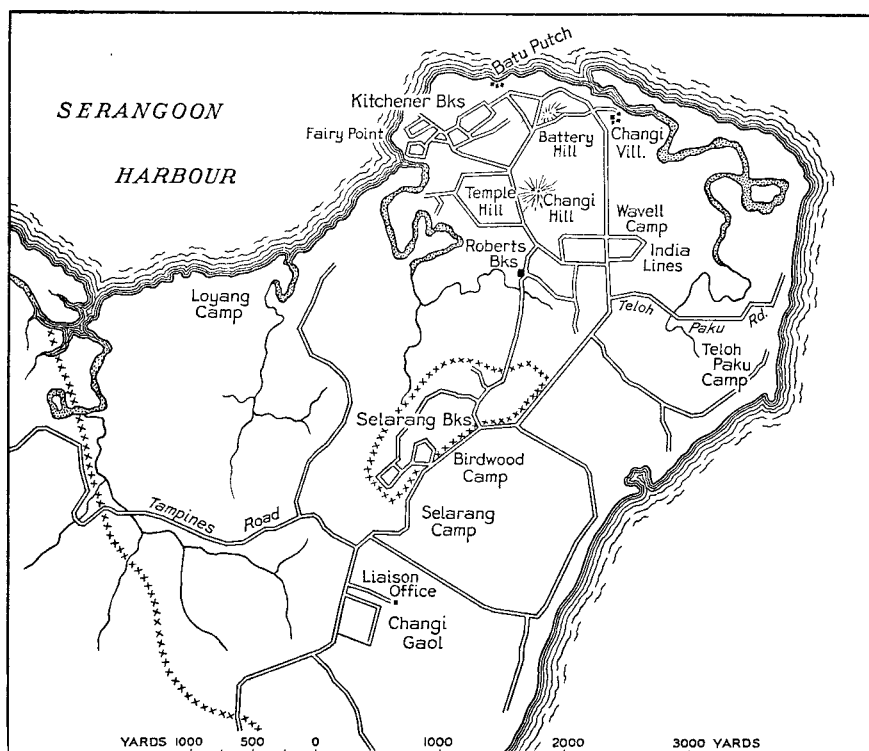 Batu Putch
SERANGOON
HARBOUR
Kitchener Bks
Fairy Point
Battery
Hill
Changi
Vill.
Temple
Hill
Changi
Hill
Wavell
Camp
Roberts
Bks
India
Lines
Loyang
Camp
Teloh Paku Rd.
Teloh
Paku
Camp
Selarang Bks
Birdwood
Camp
Tampines Road
Selarang
Camp
Liaison
Office
Changi
Gaol
YARDS 1000 500 0 1000 2000 3000 YARDS